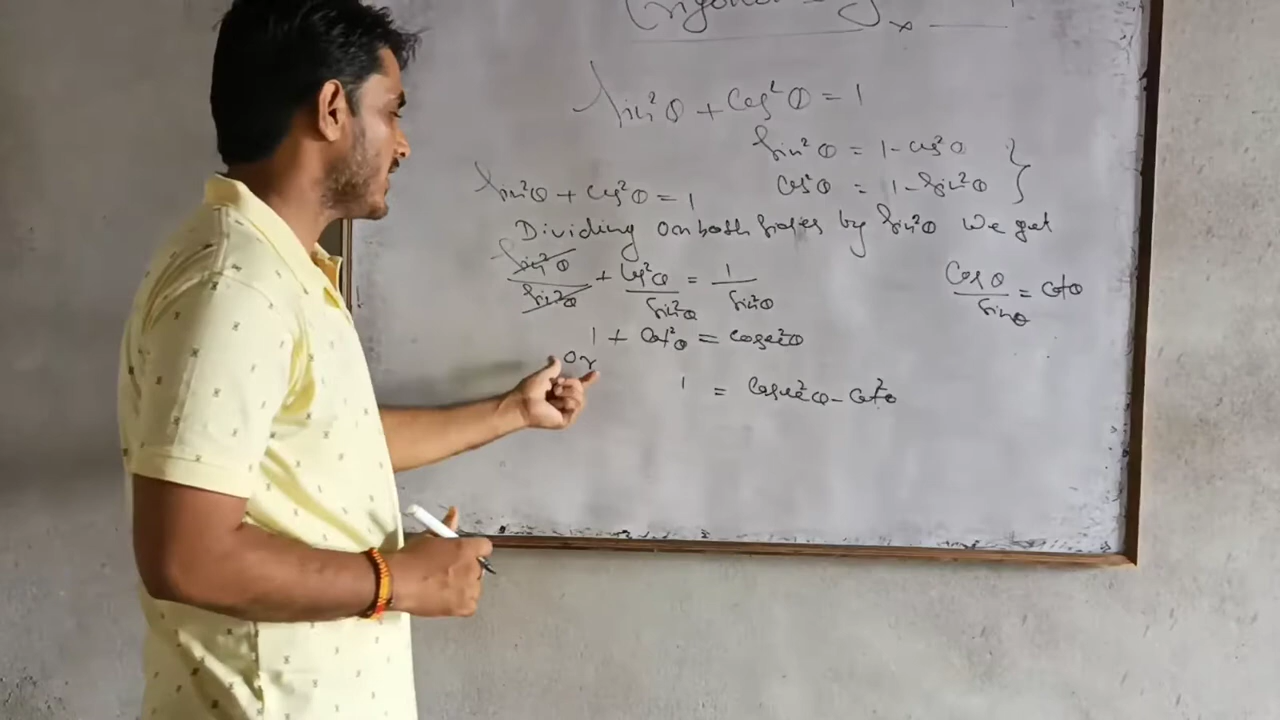 sin²θ + cos²θ = 1
sin²θ = 1 - cos²θ
cos²θ = 1 - sin²θ }
sin²θ + cos²θ = 1
Dividing on both sides by sin²θ we get
sin²θ/sin²θ + cos²θ/sin²θ = 1/sin²θ
cosθ/sinθ = cotθ
1 + cot²θ = cosec²θ
Or
1 = cosec²θ - cot²θ